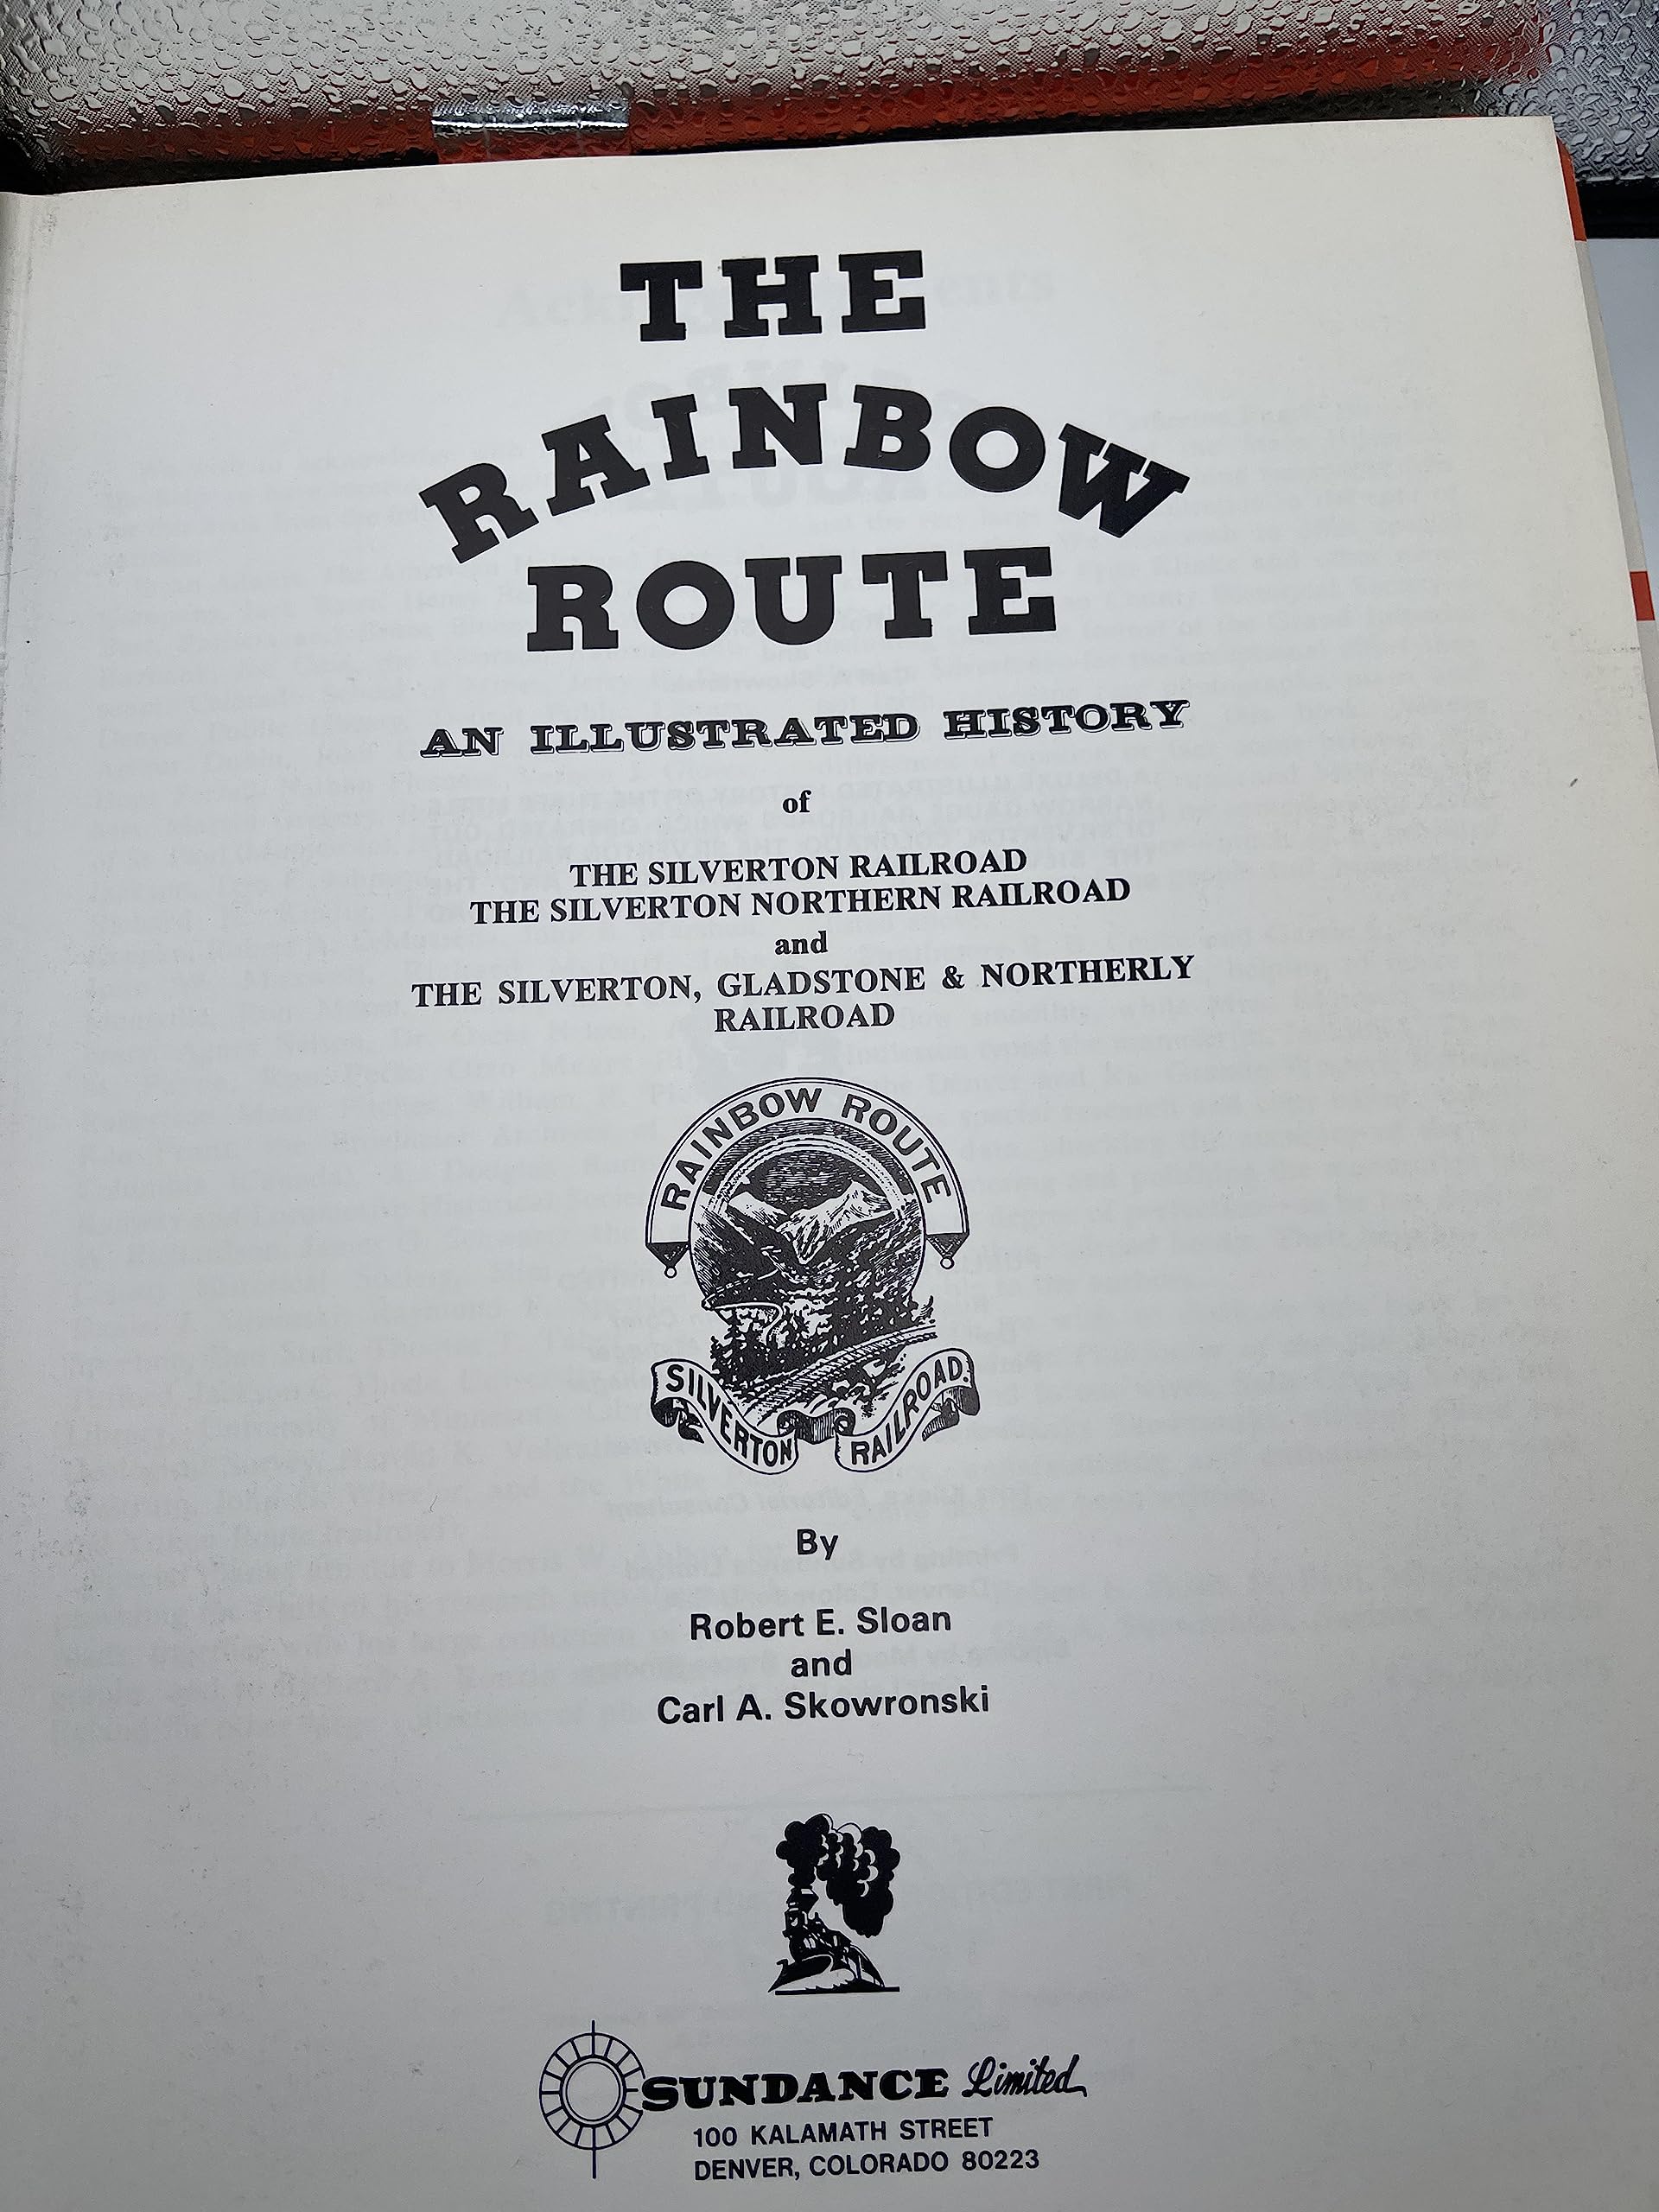 THE
RAINBOW
ROUTE
AN ILLUSTRATED HISTORY
of
THE SILVERTON RAILROAD
THE SILVERTON NORTHERN RAILROAD
and
THE SILVERTON, GLADSTONE & NORTHERLY
RAILROAD
RAINBOW ROUTE
SILVERTON RAILROAD.
By
Robert E. Sloan
and
Carl A. Skowronski
SUNDANCE Limited
100 KALAMATH STREET
DENVER, COLORADO 80223